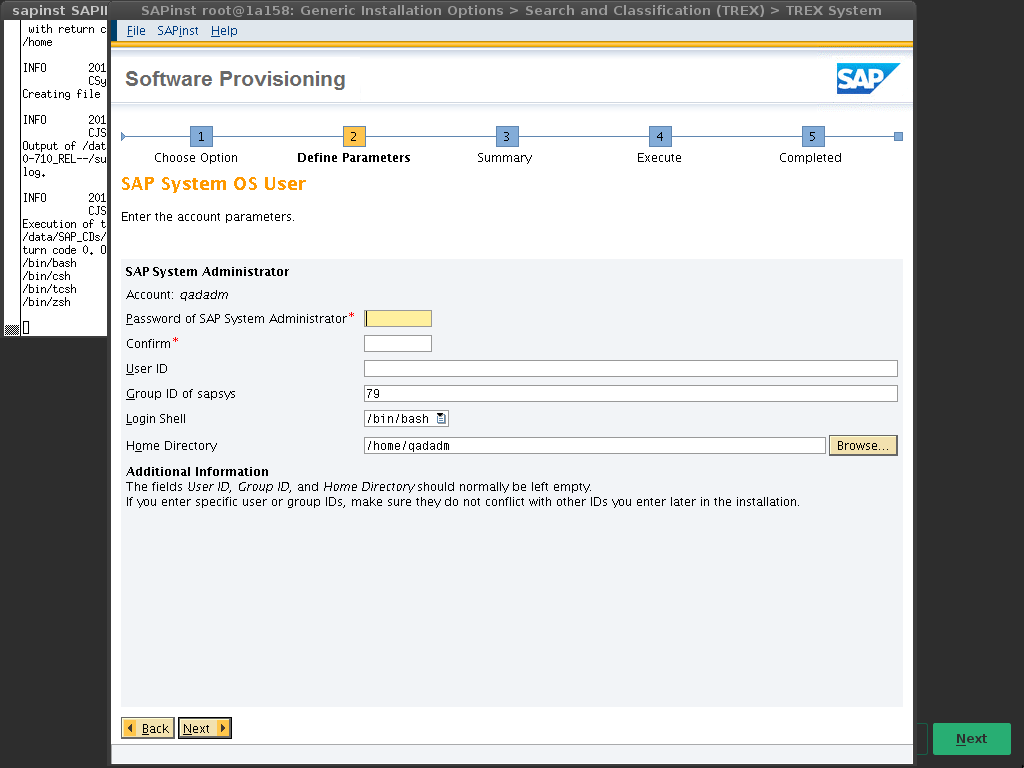 sapinst SAPII
SAPinst root@1a158: Generic Installation Options > Search and Classification (TREX) > TREX System
with return c
/home
INFO 201
CSy
Creating file
INFO 201
CJS
Output of /dat
0-710_REL--/su
log.
INFO 201
CJS
Execution of t
/data/SAP_CDs/
turn code 0. O
/bin/bash
/bin/csh
/bin/tcsh
/bin/zsh
File SAPinst Help
Software Provisioning
SAP
1 2 3 4 5
Choose Option Define Parameters Summary Execute Completed
SAP System OS User
Enter the account parameters.
SAP System Administrator
Account: qadadm
Password of SAP System Administrator*
Confirm*
User ID
Group ID of sapsys 79
Login Shell /bin/bash
Home Directory /home/qadadm Browse...
Additional Information
The fields User ID, Group ID, and Home Directory should normally be left empty.
If you enter specific user or group IDs, make sure they do not conflict with other IDs you enter later in the installation.
Back Next
Next